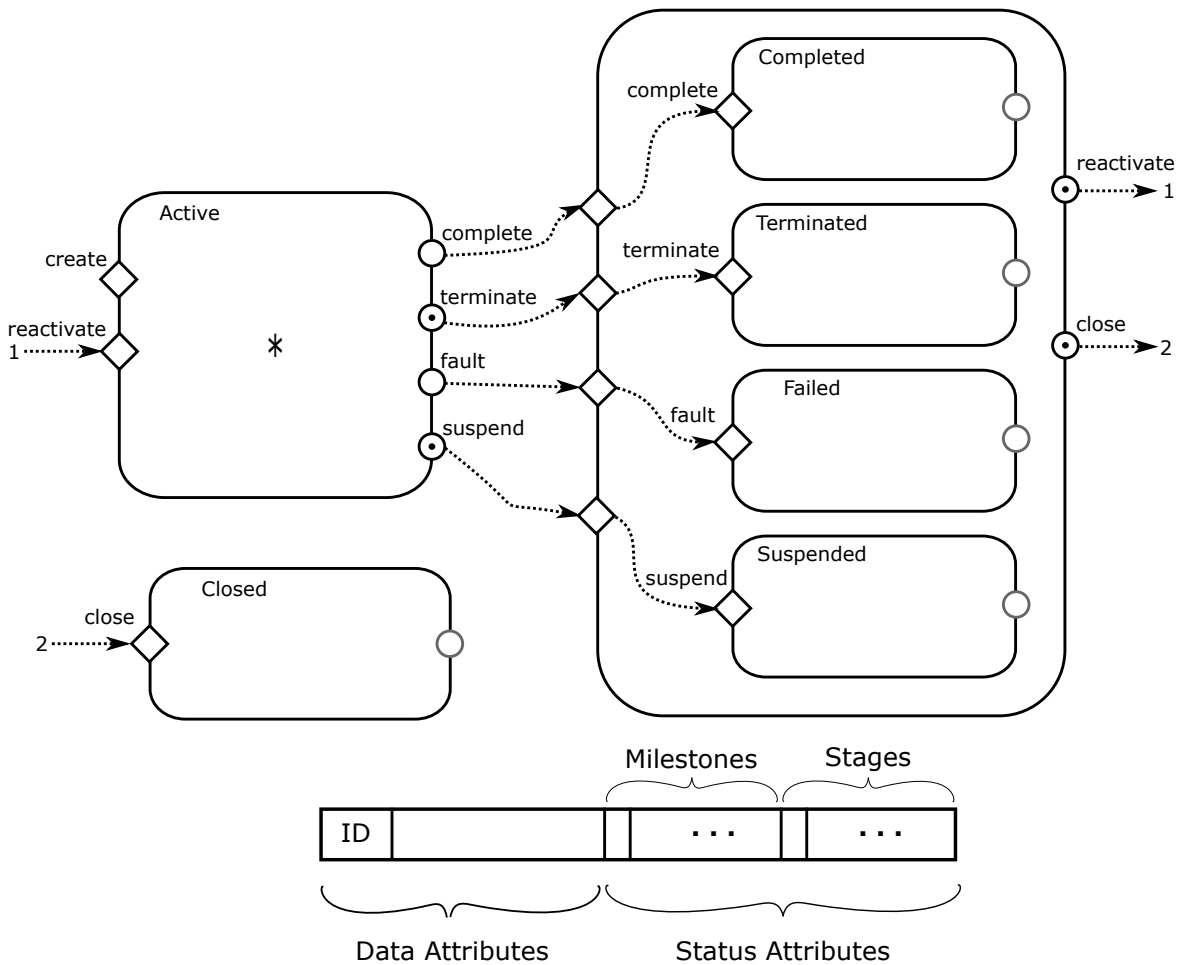 Completed
complete
reactivate
1
Active
complete
Terminated
terminate
create
terminate
reactivate
1
close
2
fault
Failed
fault
suspend
Suspended
suspend
Closed
close
2
Milestones
Stages
ID
...
...
Data Attributes
Status Attributes